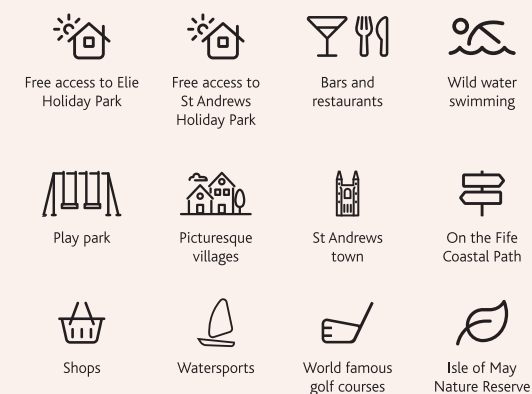 Free access to Elie
Holiday Park
Free access to
St Andrews
Holiday Park
Bars and
restaurants
Wild water
swimming
Play park
Picturesque
villages
St Andrews
town
On the Fife
Coastal Path
Shops
Watersports
World famous
golf courses
Isle of May
Nature Reserve